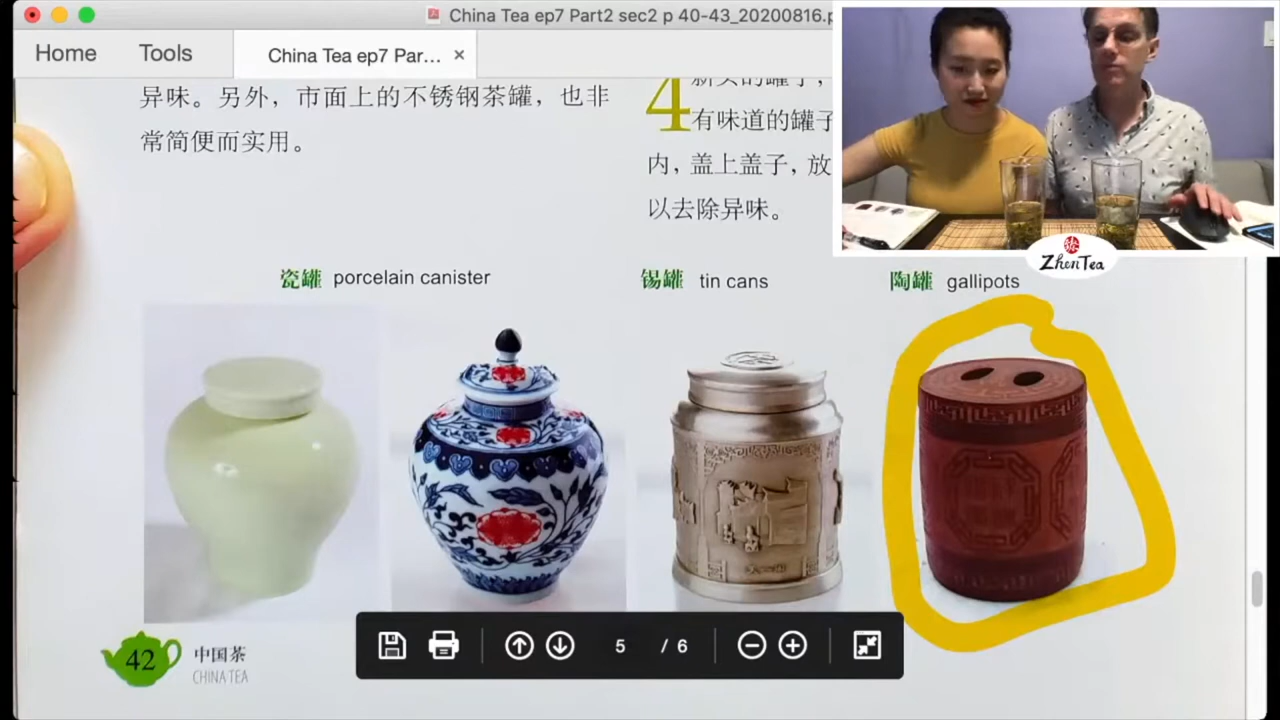 China Tea ep7 Part2 sec2 p 40-43_20200816.p
Home
Tools
China Tea ep7 Par... ×
异味。另外，市面上的不锈钢茶罐，也非
常简便而实用。
4
有味道的罐子
内，盖上盖子，放
以去除异味。
Zhen Tea
瓷罐 porcelain canister
锡罐 tin cans
陶罐 gallipots
42
中国茶
CHINA TEA
5 / 6